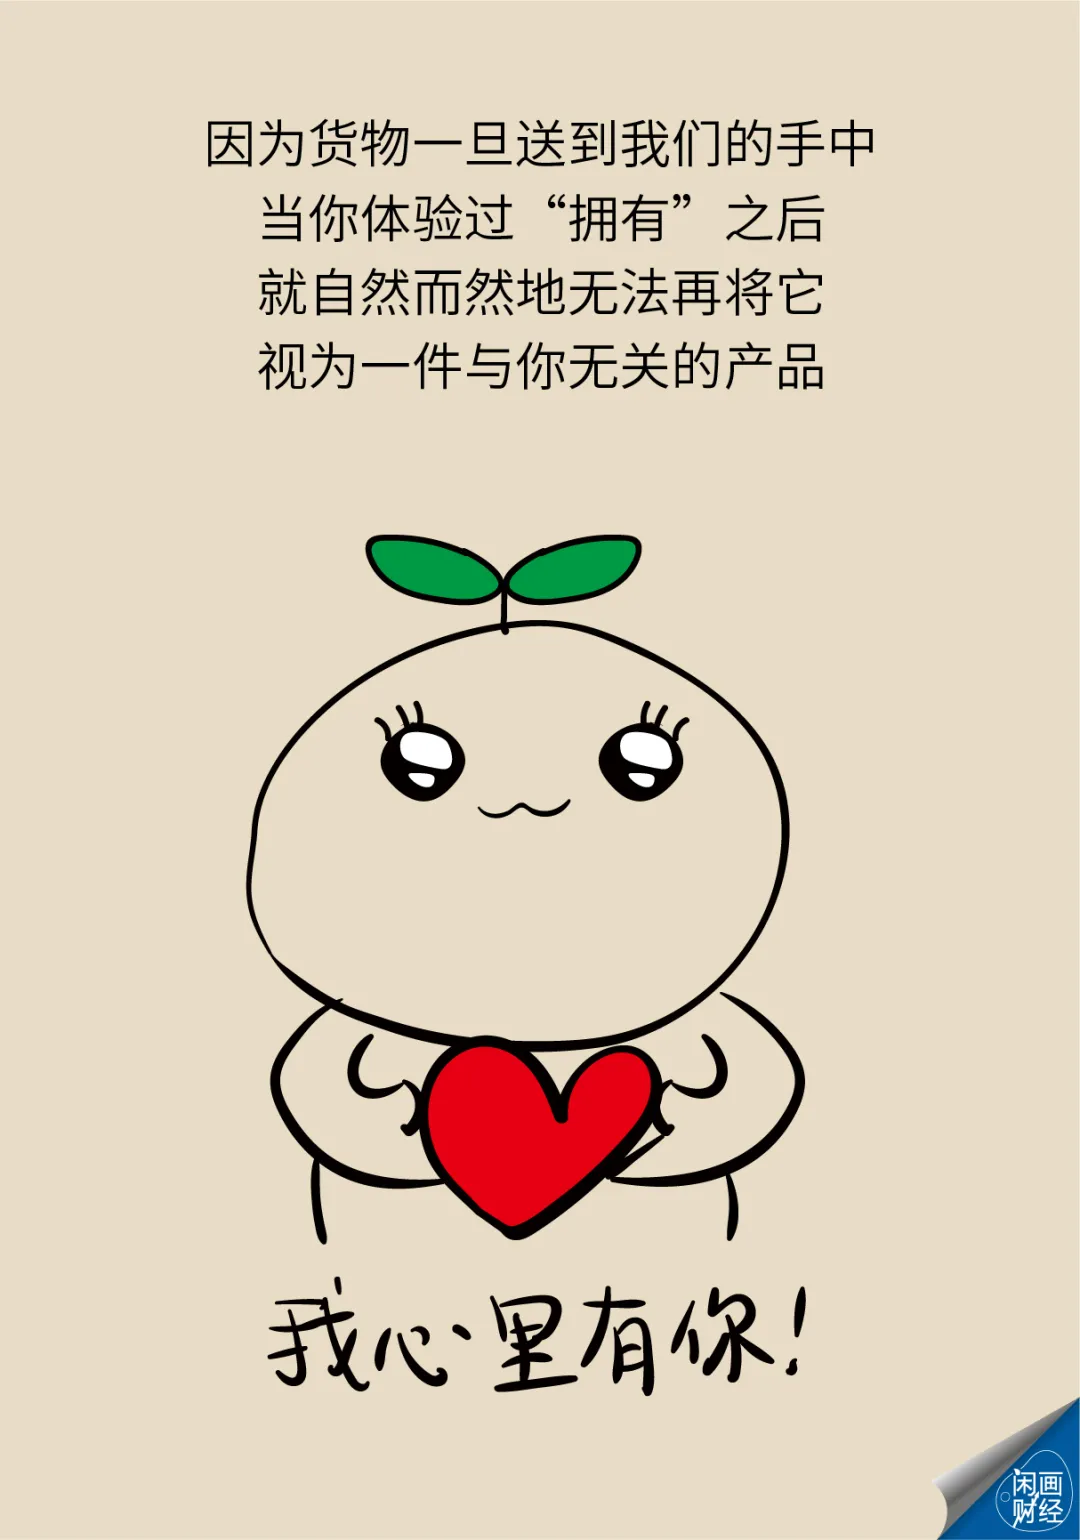 因为货物一旦送到我们的手中
当你体验过“拥有”之后
就自然而然地无法再将它
视为一件与你无关的产品
我心里有你！
闲画
财经